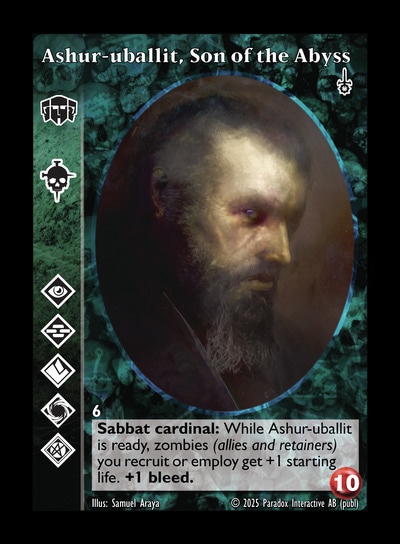 Ashur-uballit, Son of the Abyss
6
Sabbat cardinal: While Ashur-uballit
is ready, zombies (allies and retainers)
you recruit or employ get +1 starting
life. +1 bleed.
10
Illus: Samuel Araya © 2025 Paradox Interactive AB (publ)